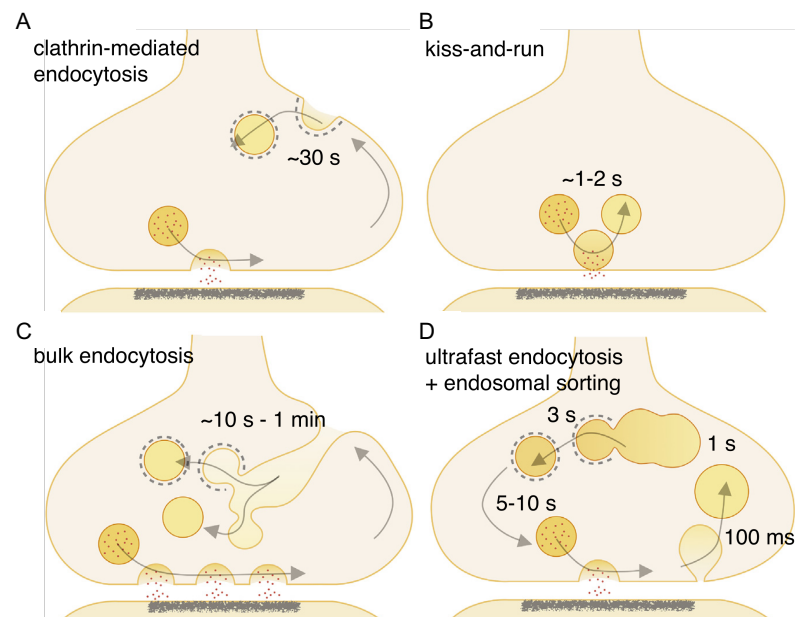 A
clathrin-mediated
endocytosis
~30 s
B
kiss-and-run
~1-2 s
C
bulk endocytosis
~10 s - 1 min
D
ultrafast endocytosis
+ endosomal sorting
3 s
1 s
5-10 s
100 ms